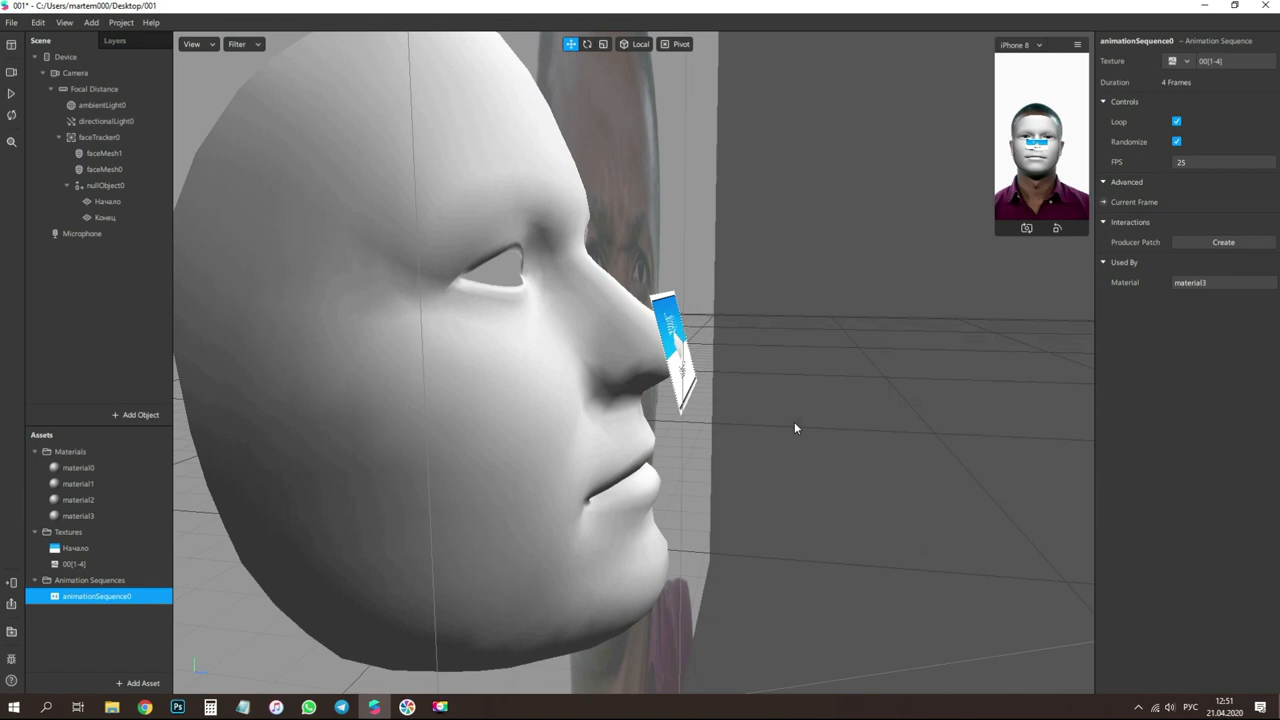 001* - C:/Users/martem000/Desktop/001
File Edit View Add Project Help
Scene Layers
Device
Camera
Focal Distance
ambientLight0
directionalLight0
faceTracker0
faceMesh1
faceMesh0
nullObject0
Начало
Конец
Microphone
+ Add Object
Assets
Materials
material0
material1
material2
material3
Textures
Начало
00[1-4]
Animation Sequences
animationSequence0
+ Add Asset
View Filter
Local Pivot
iPhone 8
animationSequence0 – Animation Sequence
Texture 00[1-4]
Duration 4 Frames
Controls
Loop
Randomize
FPS 25
Advanced
Current Frame
Interactions
Producer Patch Create
Used By
Material material3
Ps
РУС
12:51
21.04.2020